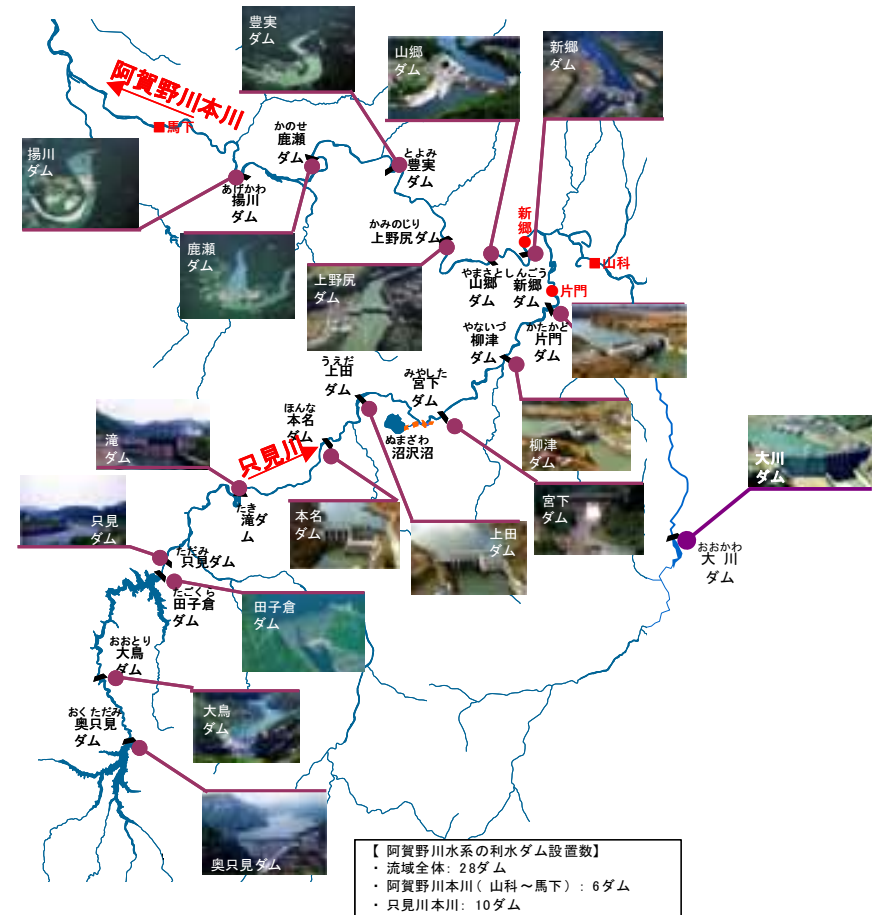 豊実
ダム
山郷
ダム
新郷
ダム
阿賀野川本川
馬下
揚川
ダム
かのせ
鹿瀬
ダム
とよみ
豊実
ダム
あげかわ
揚川
ダム
鹿瀬
ダム
かみのじり
上野尻ダム
上野尻
ダム
新郷
山科
やまさと
山郷
ダム
しんごう
新郷
ダム
片門
かたかど
片門
ダム
やないづ
柳津
ダム
うえだ
上田
ダム
みやした
宮下
ダム
ほんな
本名
ダム
ぬまざわ
沼沢沼
只見川
滝
ダム
柳津
ダム
大川
ダム
只見
ダム
たき
滝ダム
本名
ダム
上田
ダム
宮下
ダム
おおかわ
大川
ダム
ただみ
只見ダム
たごくら
田子倉
ダム
田子倉
ダム
おおとり
大鳥
ダム
大鳥
ダム
おくただみ
奥只見
ダム
奥只見ダム
【 阿賀野川水系の利水ダム設置数】
・ 流域全体: 28ダム
・ 阿賀野川本川( 山科～馬下) : 6ダム
・ 只見川本川: 10ダム